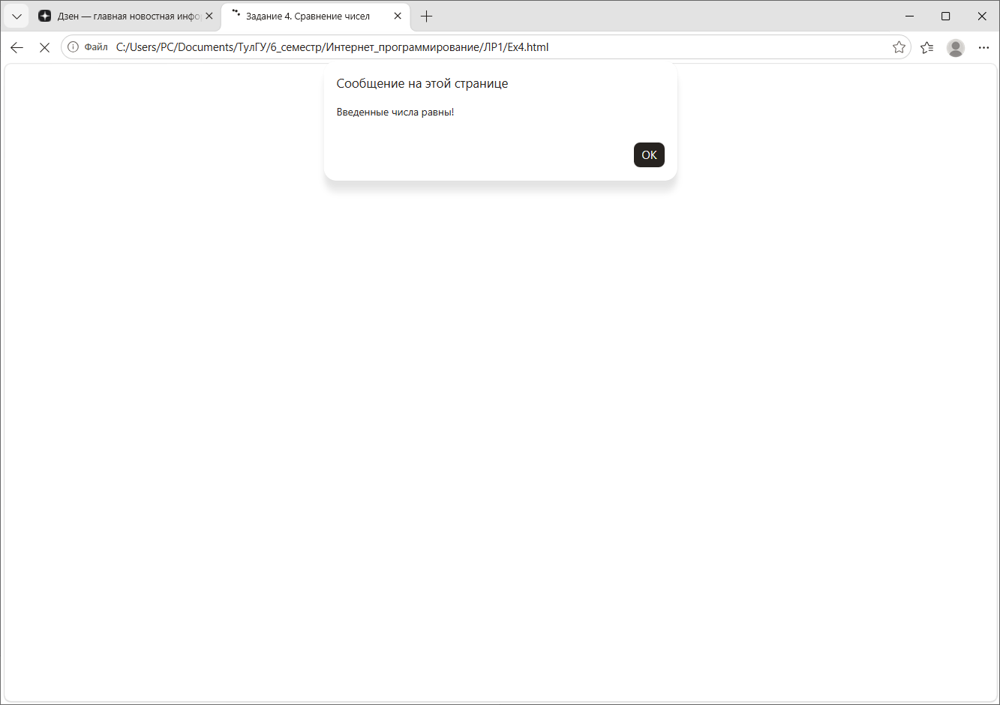 Дзен — главная новостная инфо
Задание 4. Сравнение чисел
Файл
C:/Users/PC/Documents/ТулГУ/6_семестр/Интернет_программирование/ЛР1/Ex4.html
Сообщение на этой странице
Введенные числа равны!
ОК